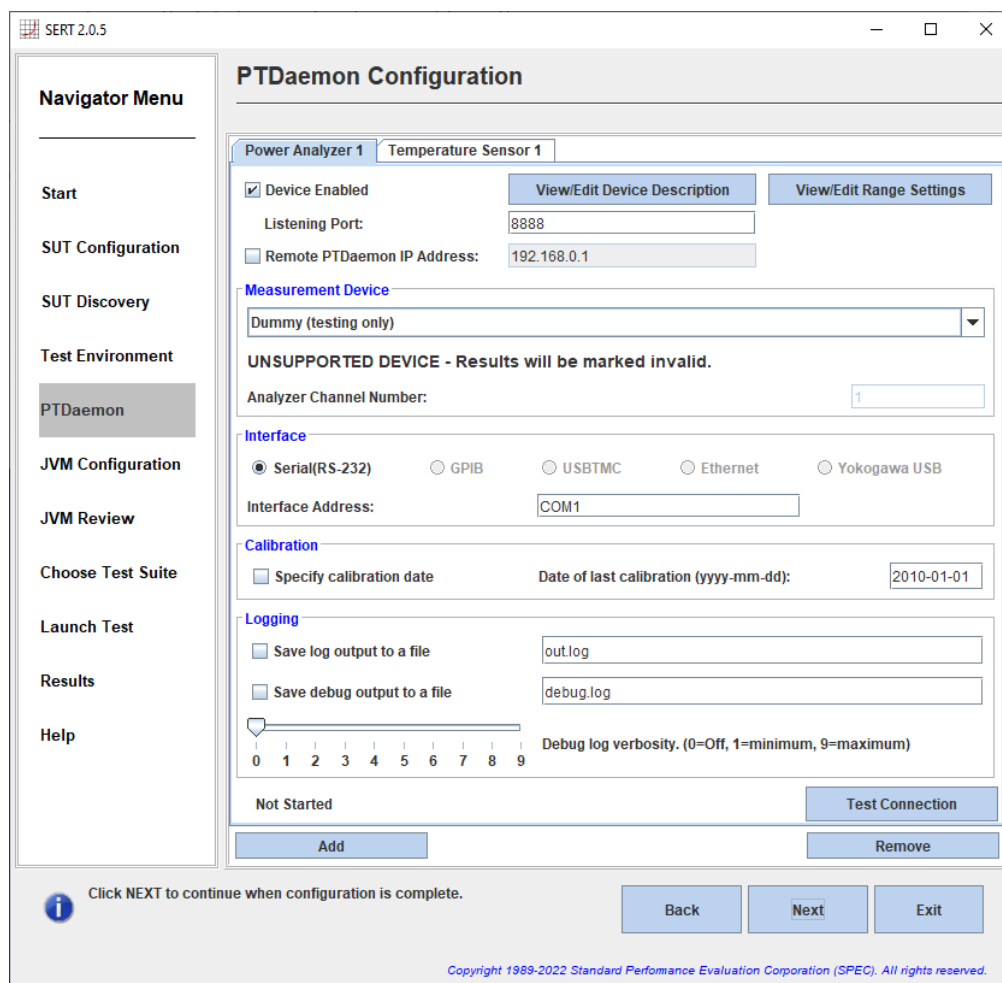 SERT 2.0.5
Navigator Menu
Start
SUT Configuration
SUT Discovery
Test Environment
PTDaemon
JVM Configuration
JVM Review
Choose Test Suite
Launch Test
Results
Help
PTDaemon Configuration
Power Analyzer 1 Temperature Sensor 1
Device Enabled View/Edit Device Description View/Edit Range Settings
Listening Port: 8888
Remote PTDaemon IP Address: 192.168.0.1
Measurement Device
Dummy (testing only)
UNSUPPORTED DEVICE - Results will be marked invalid.
Analyzer Channel Number: 1
Interface
Serial(RS-232) GPIB USBTMC Ethernet Yokogawa USB
Interface Address: COM1
Calibration
Specify calibration date Date of last calibration (yyyy-mm-dd): 2010-01-01
Logging
Save log output to a file out.log
Save debug output to a file debug.log
0 1 2 3 4 5 6 7 8 9 Debug log verbosity. (0=Off, 1=minimum, 9=maximum)
Not Started Test Connection
Add Remove
Click NEXT to continue when configuration is complete.
Back Next Exit
Copyright 1989-2022 Standard Performance Evaluation Corporation (SPEC). All rights reserved.